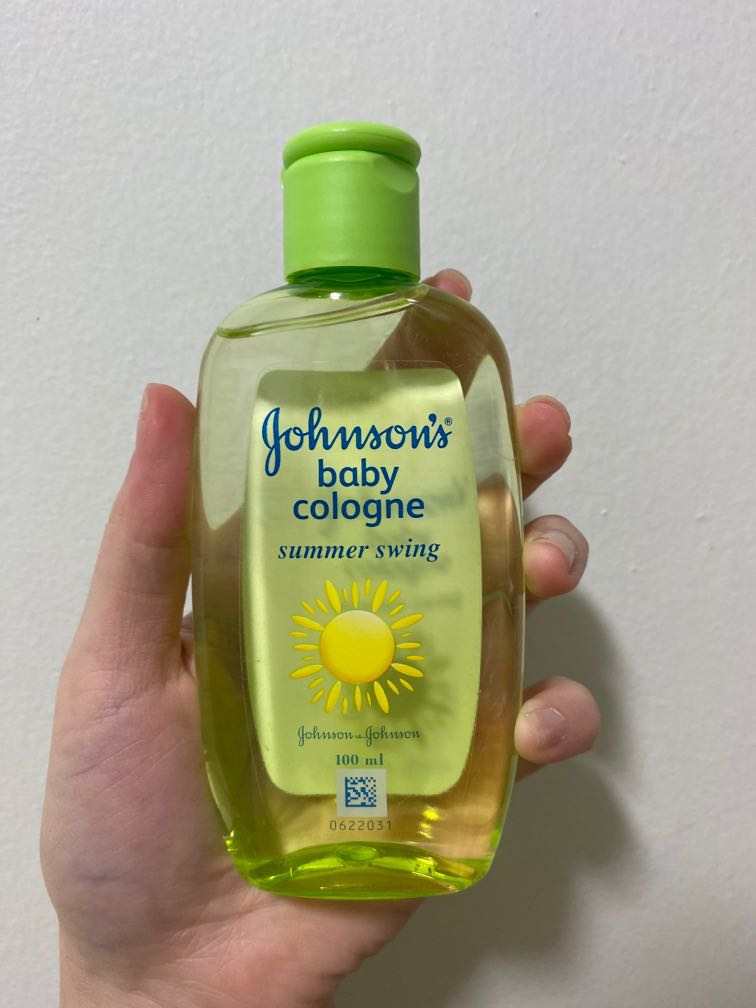 Johnson's®
baby
cologne
summer swing
Johnson & Johnson
100 ml
0622031